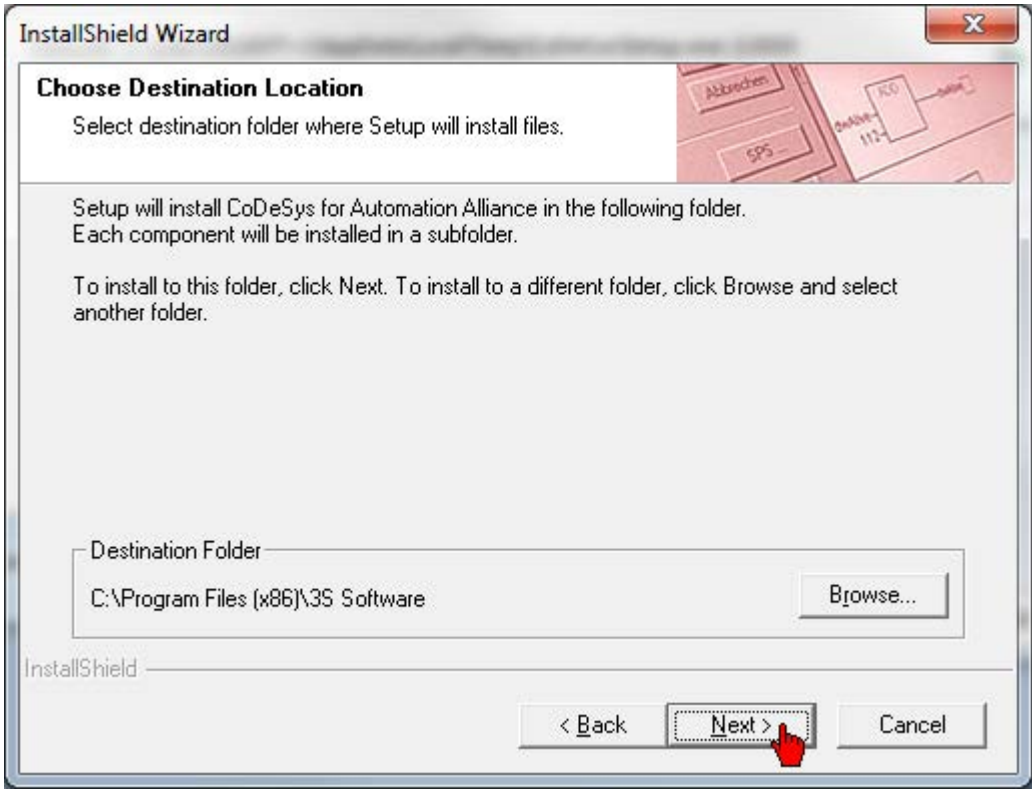 InstallShield Wizard
Choose Destination Location
Select destination folder where Setup will install files.
Abbrechen
SPS ...
112
Setup will install CoDeSys for Automation Alliance in the following folder.
Each component will be installed in a subfolder.
To install to this folder, click Next. To install to a different folder, click Browse and select
another folder.
Destination Folder
C:\Program Files (x86)\3S Software
Browse...
InstallShield
< Back
Next >
Cancel